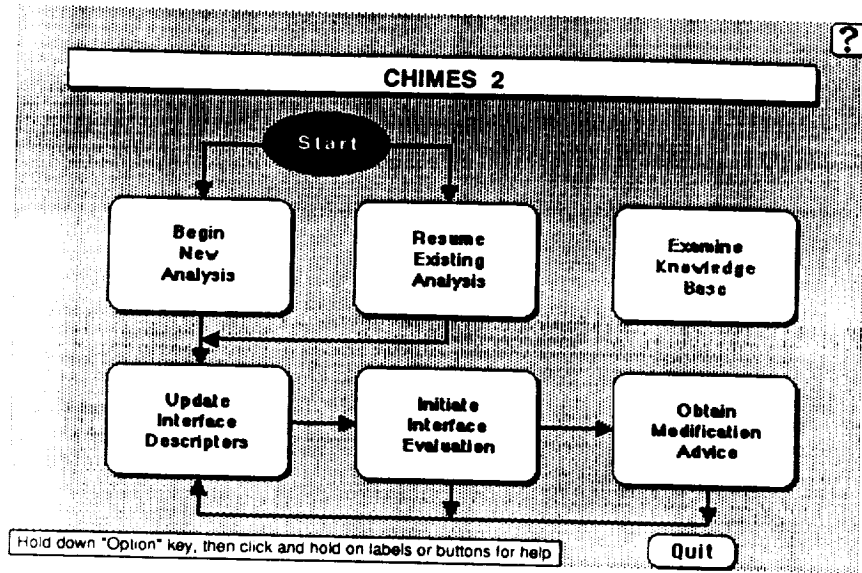 ?
CHIMES 2
Start
Begin
New
Analysis
Resume
Existing
Analysis
Examine
Knowledge
Base
Update
Interface
Descriptors
Initiate
Interface
Evaluation
Obtain
Modification
Advice
Hold down "Option" key, then click and hold on labels or buttons for help
Quit